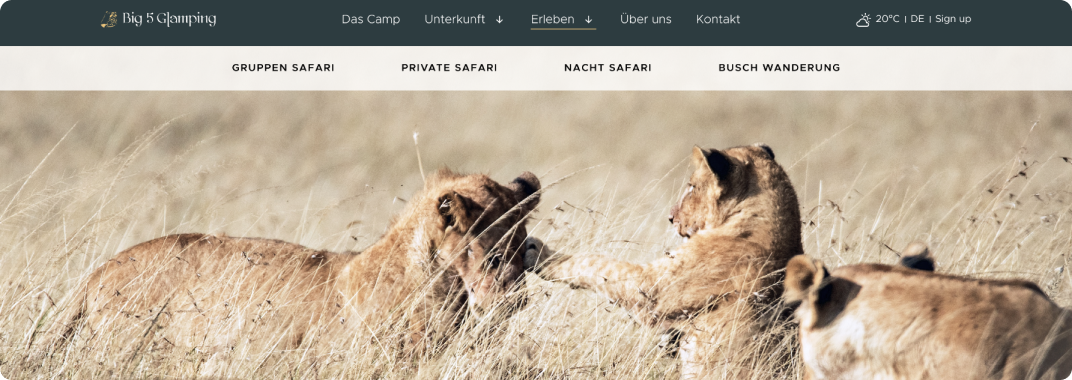 Big 5 Glamping Das Camp Unterkunft ↓ Erleben ↓ Über uns Kontakt 20°C | DE | Sign up
GRUPPEN SAFARI PRIVATE SAFARI NACHT SAFARI BUSCH WANDERUNG